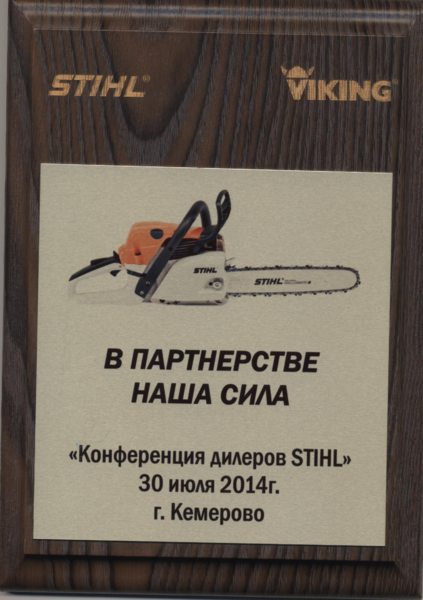 STIHL®
VIKING®
STIHL
STIHL
В ПАРТНЕРСТВЕ
НАША СИЛА
«Конференция дилеров STIHL»
30 июля 2014г.
г. Кемерово